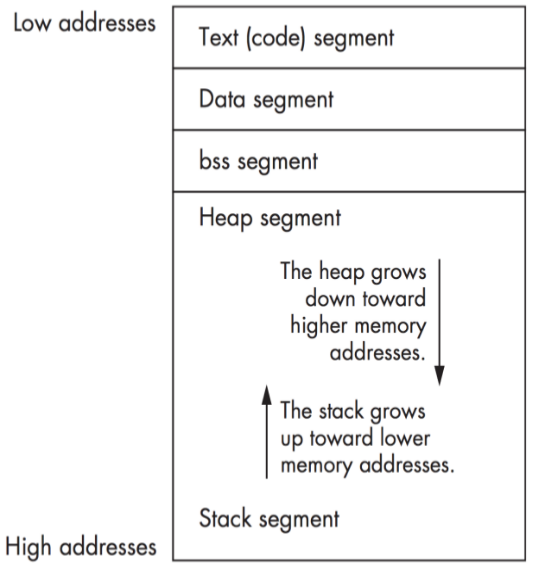 Low addresses
Text (code) segment
Data segment
bss segment
Heap segment
The heap grows
down toward
higher memory
addresses.
The stack grows
up toward lower
memory addresses.
Stack segment
High addresses